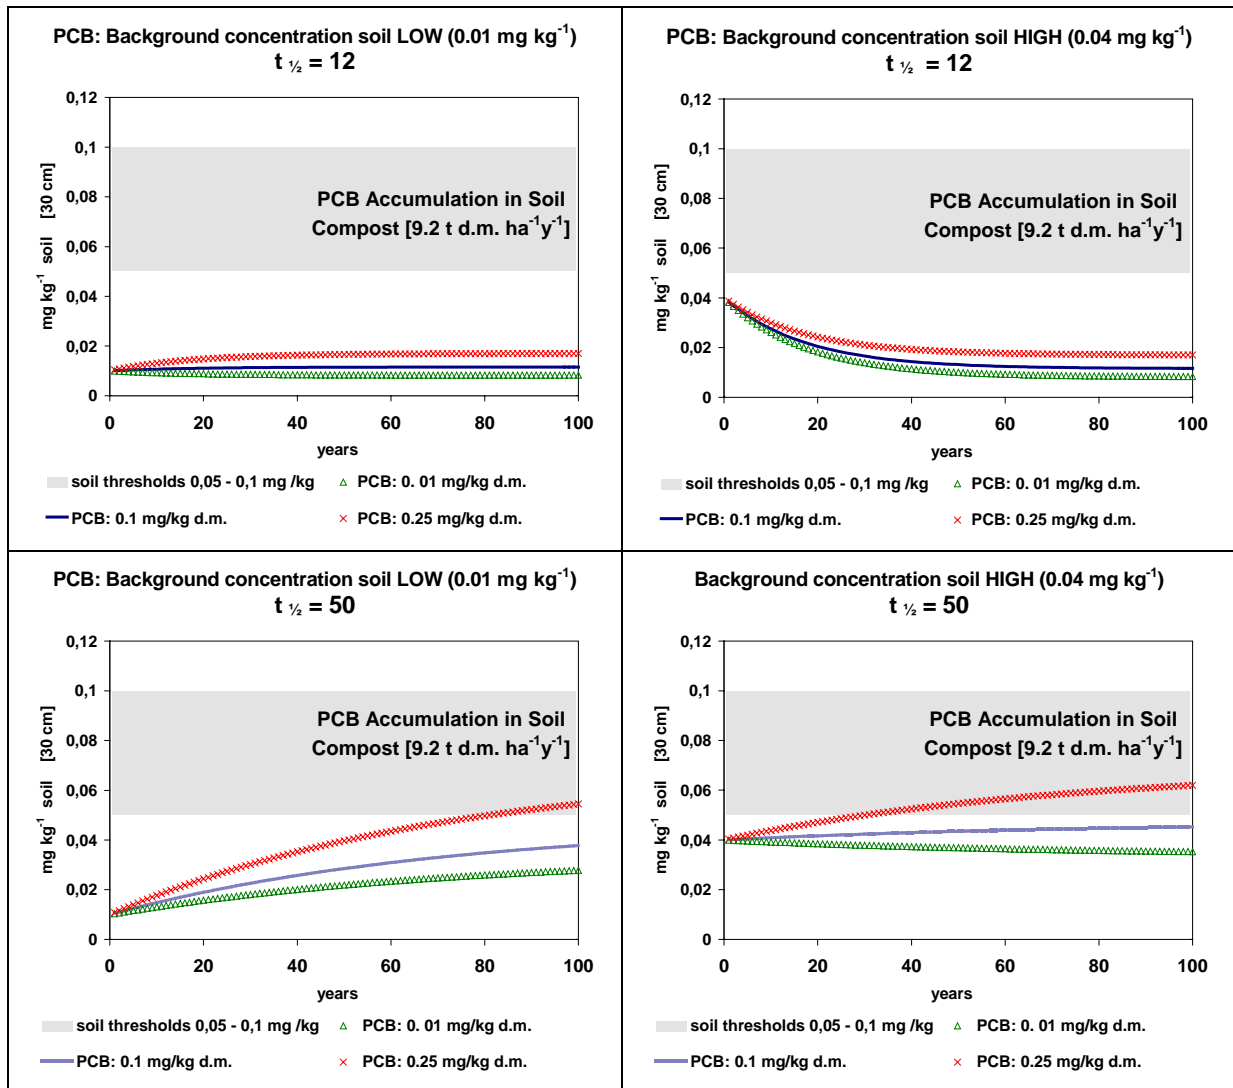 PCB: Background concentration soil LOW (0.01 mg kg⁻¹)
t ½ = 12
0,12
0,1
0,08
0,06
0,04
0,02
0
mg kg⁻¹ soil [30 cm]
PCB Accumulation in Soil
Compost [9.2 t d.m. ha⁻¹y⁻¹]
0 20 40 60 80 100
years
soil thresholds 0,05 - 0,1 mg /kg
PCB: 0. 01 mg/kg d.m.
PCB: 0.1 mg/kg d.m.
PCB: 0.25 mg/kg d.m.
PCB: Background concentration soil HIGH (0.04 mg kg⁻¹)
t ½ = 12
0,12
0,1
0,08
0,06
0,04
0,02
0
mg kg⁻¹ soil [30 cm]
PCB Accumulation in Soil
Compost [9.2 t d.m. ha⁻¹y⁻¹]
0 20 40 60 80 100
years
soil thresholds 0,05 - 0,1 mg /kg
PCB: 0. 01 mg/kg d.m.
PCB: 0.1 mg/kg d.m.
PCB: 0.25 mg/kg d.m.
PCB: Background concentration soil LOW (0.01 mg kg⁻¹)
t ½ = 50
0,12
0,1
0,08
0,06
0,04
0,02
0
mg kg⁻¹ soil [30 cm]
PCB Accumulation in Soil
Compost [9.2 t d.m. ha⁻¹y⁻¹]
0 20 40 60 80 100
years
soil thresholds 0,05 - 0,1 mg /kg
PCB: 0. 01 mg/kg d.m.
PCB: 0.1 mg/kg d.m.
PCB: 0.25 mg/kg d.m.
Background concentration soil HIGH (0.04 mg kg⁻¹)
t ½ = 50
0,12
0,1
0,08
0,06
0,04
0,02
0
mg kg⁻¹ soil [30 cm]
PCB Accumulation in Soil
Compost [9.2 t d.m. ha⁻¹y⁻¹]
0 20 40 60 80 100
years
soil thresholds 0,05 - 0,1 mg /kg
PCB: 0. 01 mg/kg d.m.
PCB: 0.1 mg/kg d.m.
PCB: 0.25 mg/kg d.m.